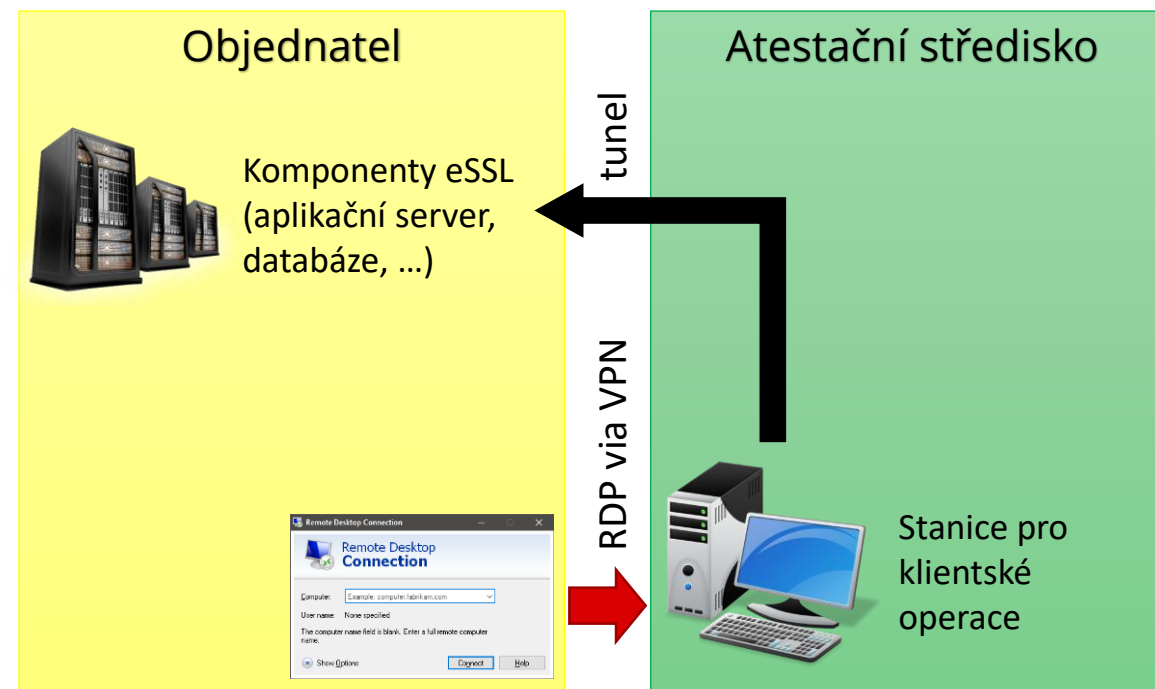 Objednatel
Komponenty eSSL
(aplikační server,
databáze, …)
Remote Desktop Connection
Remote Desktop
Connection
Computer:
Example: computer.fabrikam.com
User name:
None specified
The computer name field is blank. Enter a full remote computer
name.
Show Options
Connect
Help
tunel
RDP via VPN
Atestační středisko
Stanice pro
klientské
operace